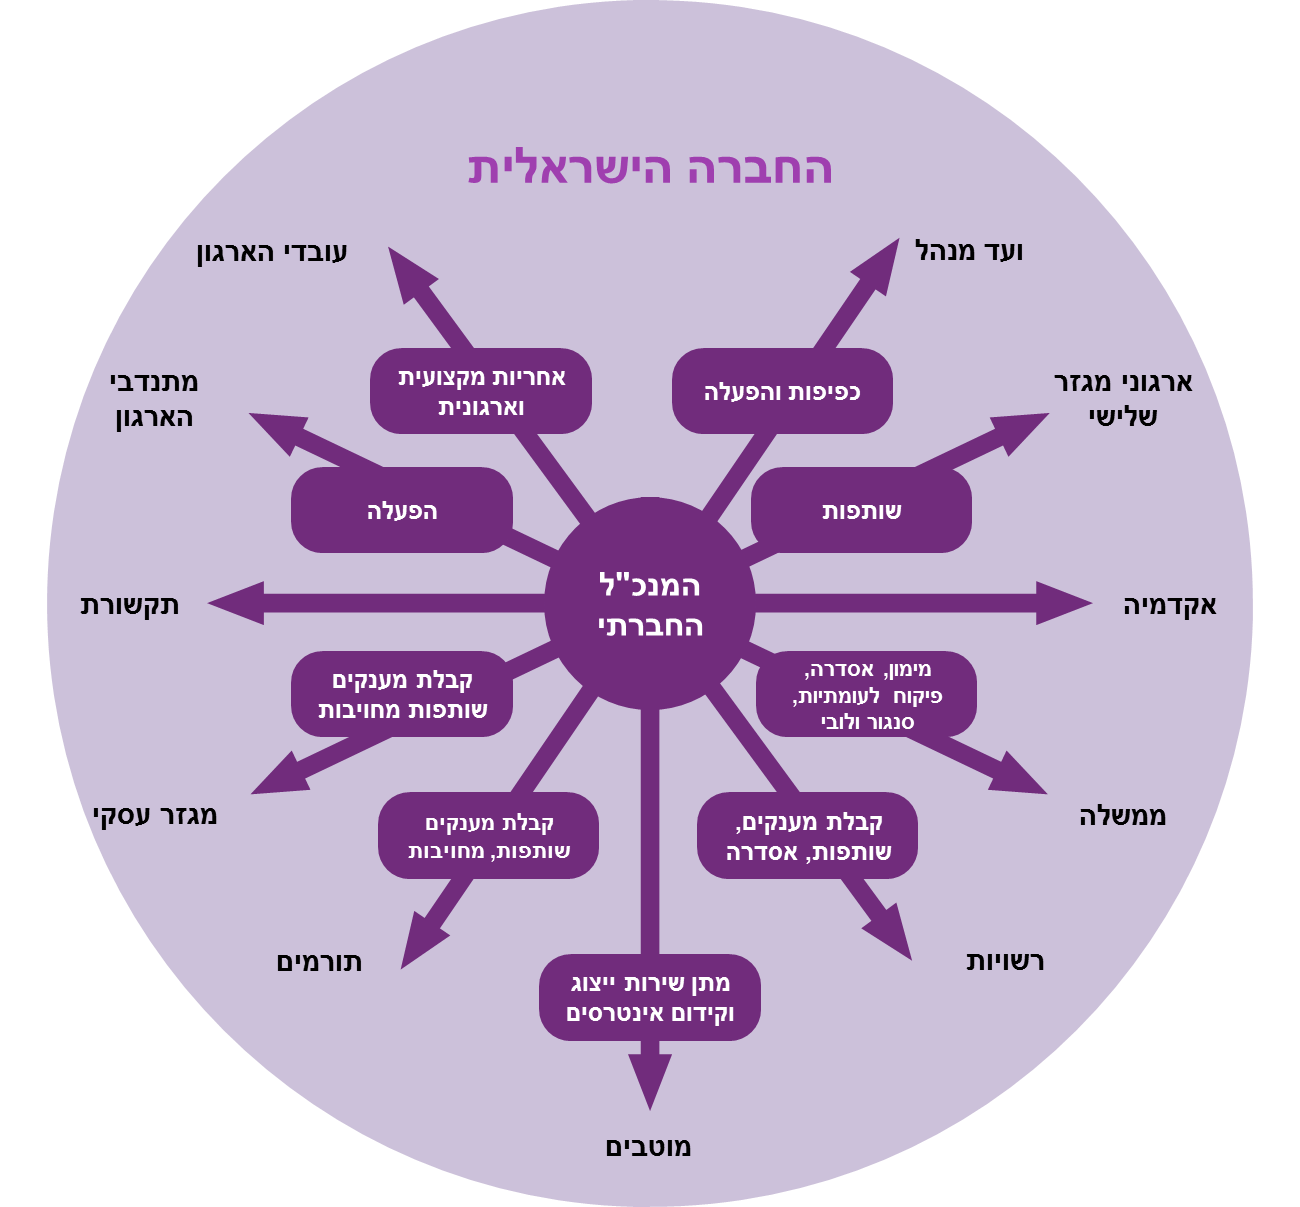 החברה הישראלית
ועד מנהל
עובדי הארגון
כפיפות והפעלה
אחריות מקצועית
וארגונית
ארגוני מגזר
שלישי
מתנדבי
הארגון
שותפות
הפעלה
המנכ"ל
החברתי
אקדמיה
תקשורת
מימון, אסדרה,
פיקוח  לעומתיות,
סנגור ולובי
קבלת מענקים
שותפות מחויבות
ממשלה
מגזר עסקי
קבלת מענקים,
שותפות, אסדרה
קבלת מענקים
שותפות, מחויבות
רשויות
תורמים
מתן שירות ייצוג
וקידום אינטרסים
מוטבים